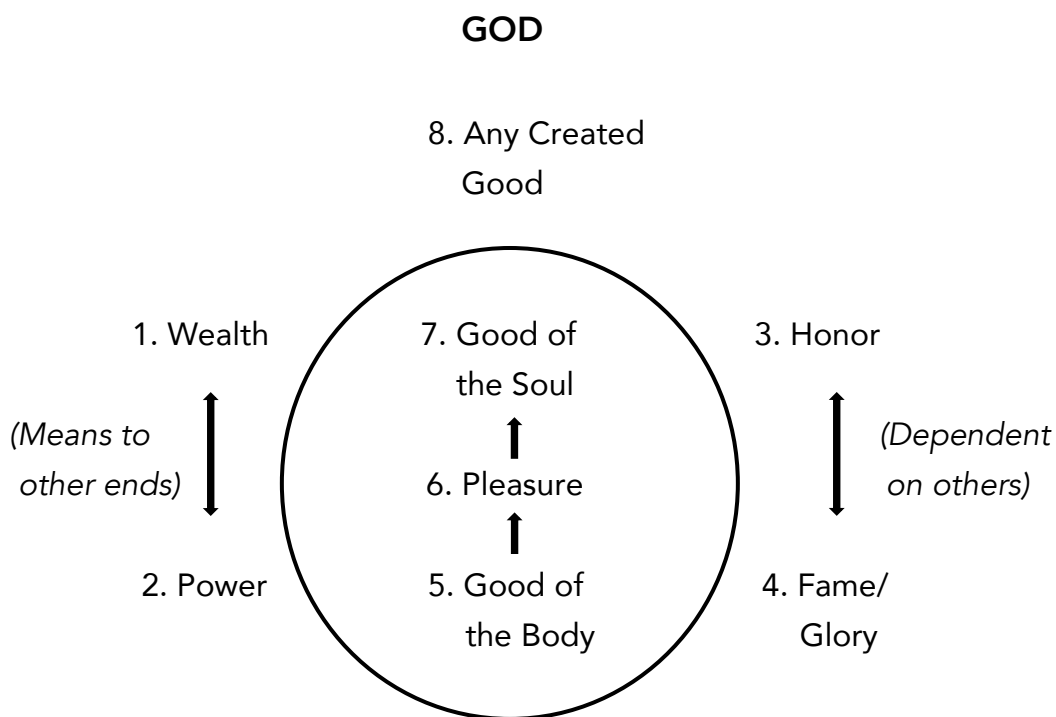 GOD
8. Any Created
Good
1. Wealth
(Means to
other ends)
2. Power
7. Good of
the Soul
6. Pleasure
5. Good of
the Body
3. Honor
(Dependent
on others)
4. Fame/
Glory